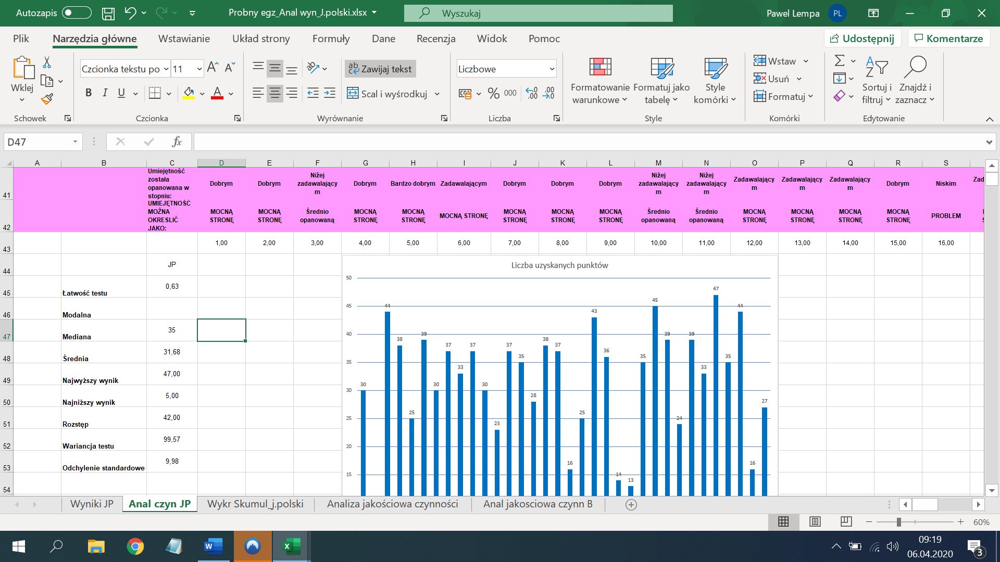 Autozapis
Probny egz_Anal wyn_J.polski.xlsx
Wyszukaj
Pawel Lempa
PL
Plik
Narzędzia główne
Wstawianie
Układ strony
Formuły
Dane
Recenzja
Widok
Pomoc
Udostępnij
Komentarze
Wklej
Czcionka tekstu po
11
Zawijaj tekst
Scal i wyśrodkuj
Liczbowe
Formatowanie warunkowe
Formatuj jako tabelę
Style komórki
Wstaw
Usuń
Formatuj
Sortuj i filtruj
Znajdź i zaznacz
Schowek
Czcionka
Wyrównanie
Liczba
Style
Komórki
Edytowanie
D47
fx
A B C D E F G H I J K L M N O P Q R S
41 Umiejętność została opanowana w stopniu: Dobrym Dobrym Niżej zadawalającym Dobrym Bardzo dobrym Zadawalającym Dobrym Dobrym Dobrym Niżej zadawalającym Niżej zadawalającym Zadawalającym Zadawalającym Zadawalającym Dobrym Niskim Zad
42 UMIEJĘTNOŚĆ MOŻNA OKREŚLIĆ JAKO: MOCNĄ STRONĘ MOCNĄ STRONĘ Średnio opanowaną MOCNĄ STRONĘ MOCNĄ STRONĘ MOCNĄ STRONĘ MOCNĄ STRONĘ MOCNĄ STRONĘ MOCNĄ STRONĘ Średnio opanowaną Średnio opanowaną MOCNĄ STRONĘ MOCNĄ STRONĘ MOCNĄ STRONĘ MOCNĄ STRONĘ PROBLEM
43 1,00 2,00 3,00 4,00 5,00 6,00 7,00 8,00 9,00 10,00 11,00 12,00 13,00 14,00 15,00 16,00
44 JP
45 Łatwość testu 0,63
46 Modalna
47 Mediana 35
48 Średnia 31,68
49 Najwyższy wynik 47,00
50 Najniższy wynik 5,00
51 Rozstęp 42,00
52 Wariancja testu 99,57
53 Odchylenie standardowe 9,98
54
Liczba uzyskanych punktów
50
45
40
35
30
25
20
15
30 44 38 25 39 30 37 33 37 30 23 37 35 28 38 37 16 25 43 36 14 13 35 45 39 24 39 33 47 35 44 16 27
Wyniki JP
Anal czyn JP
Wykr Skumul_j.polski
Analiza jakościowa czynności
Anal jakosciowa czynn B
60%
09:19
06.04.2020
3